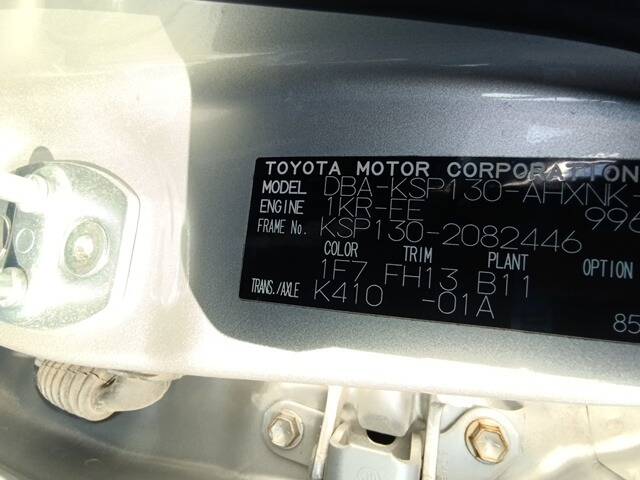 TOYOTA MOTOR CORPORATION
MODEL DBA-KSP130-AHXNK
ENGINE 1KR-FE 996
FRAME No. KSP130-2082446
COLOR TRIM PLANT OPTION
1F7 FH13 B11
TRANS./AXLE K410 -01A
85